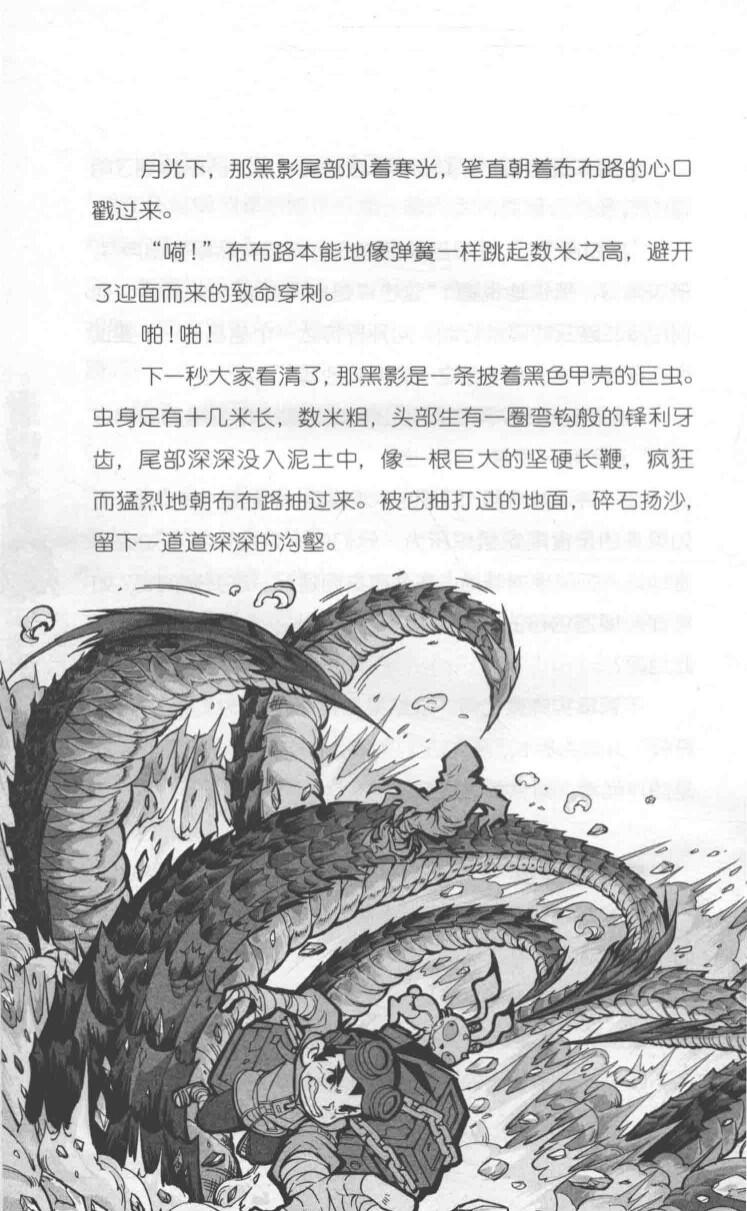 月光下，那黑影尾部闪着寒光，笔直朝着布布路的心口
戳过来。
“嗬！”布布路本能地像弹簧一样跳起数米之高，避开
了迎面而来的致命穿刺。
啪！啪！
下一秒大家看清了，那黑影是一条披着黑色甲壳的巨虫。
虫身足有十几米长，数米粗，头部生有一圈弯钩般的锋利牙
齿，尾部深深没入泥土中，像一根巨大的坚硬长鞭，疯狂
而猛烈地朝布布路抽过来。被它抽打过的地面，碎石扬沙，
留下一道道深深的沟壑。